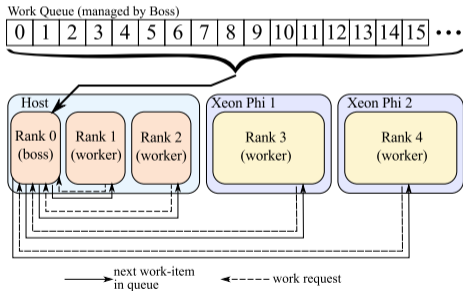 Work Queue (managed by Boss)
0 1 2 3 4 5 6 7 8 9 10 11 12 13 14 15 •••
Host
Xeon Phi 1
Xeon Phi 2
Rank 0
(boss)
Rank 1
(worker)
Rank 2
(worker)
Rank 3
(worker)
Rank 4
(worker)
next work-item
in queue
work request